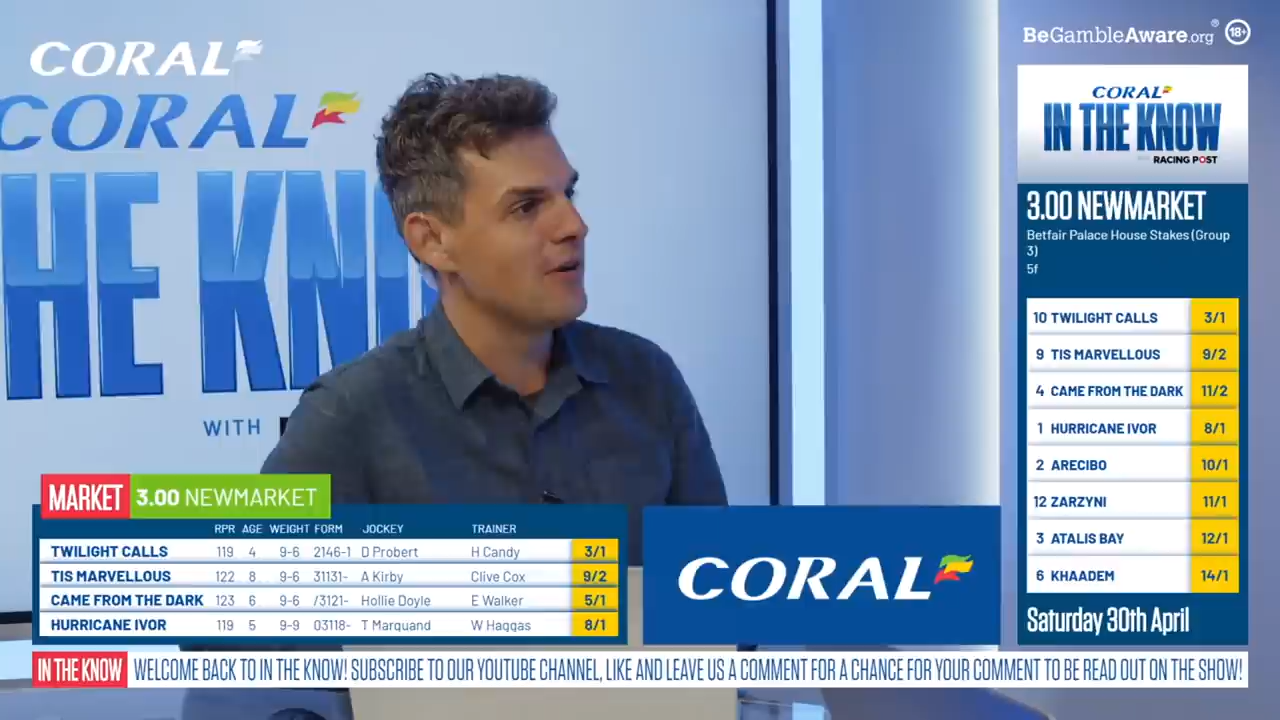 CORAL
CORAL
THE KN
WITH
BeGambleAware.org® 18+
CORAL
IN THE KNOW
WITH RACING POST
3.00 NEWMARKET
Betfair Palace House Stakes (Group
3)
5f
10 TWILIGHT CALLS 3/1
9 TIS MARVELLOUS 9/2
4 CAME FROM THE DARK 11/2
1 HURRICANE IVOR 8/1
2 ARECIBO 10/1
12 ZARZYNI 11/1
3 ATALIS BAY 12/1
6 KHAADEM 14/1
Saturday 30th April
MARKET 3.00 NEWMARKET
RPR AGE WEIGHT FORM JOCKEY TRAINER
TWILIGHT CALLS 119 4 9-6 2146-1 D Probert H Candy 3/1
TIS MARVELLOUS 122 8 9-6 31131- A Kirby Clive Cox 9/2
CAME FROM THE DARK 123 6 9-6 /3121- Hollie Doyle E Walker 5/1
HURRICANE IVOR 119 5 9-9 03118- T Marquand W Haggas 8/1
CORAL
IN THE KNOW WELCOME BACK TO IN THE KNOW! SUBSCRIBE TO OUR YOUTUBE CHANNEL, LIKE AND LEAVE US A COMMENT FOR A CHANCE FOR YOUR COMMENT TO BE READ OUT ON THE SHOW!